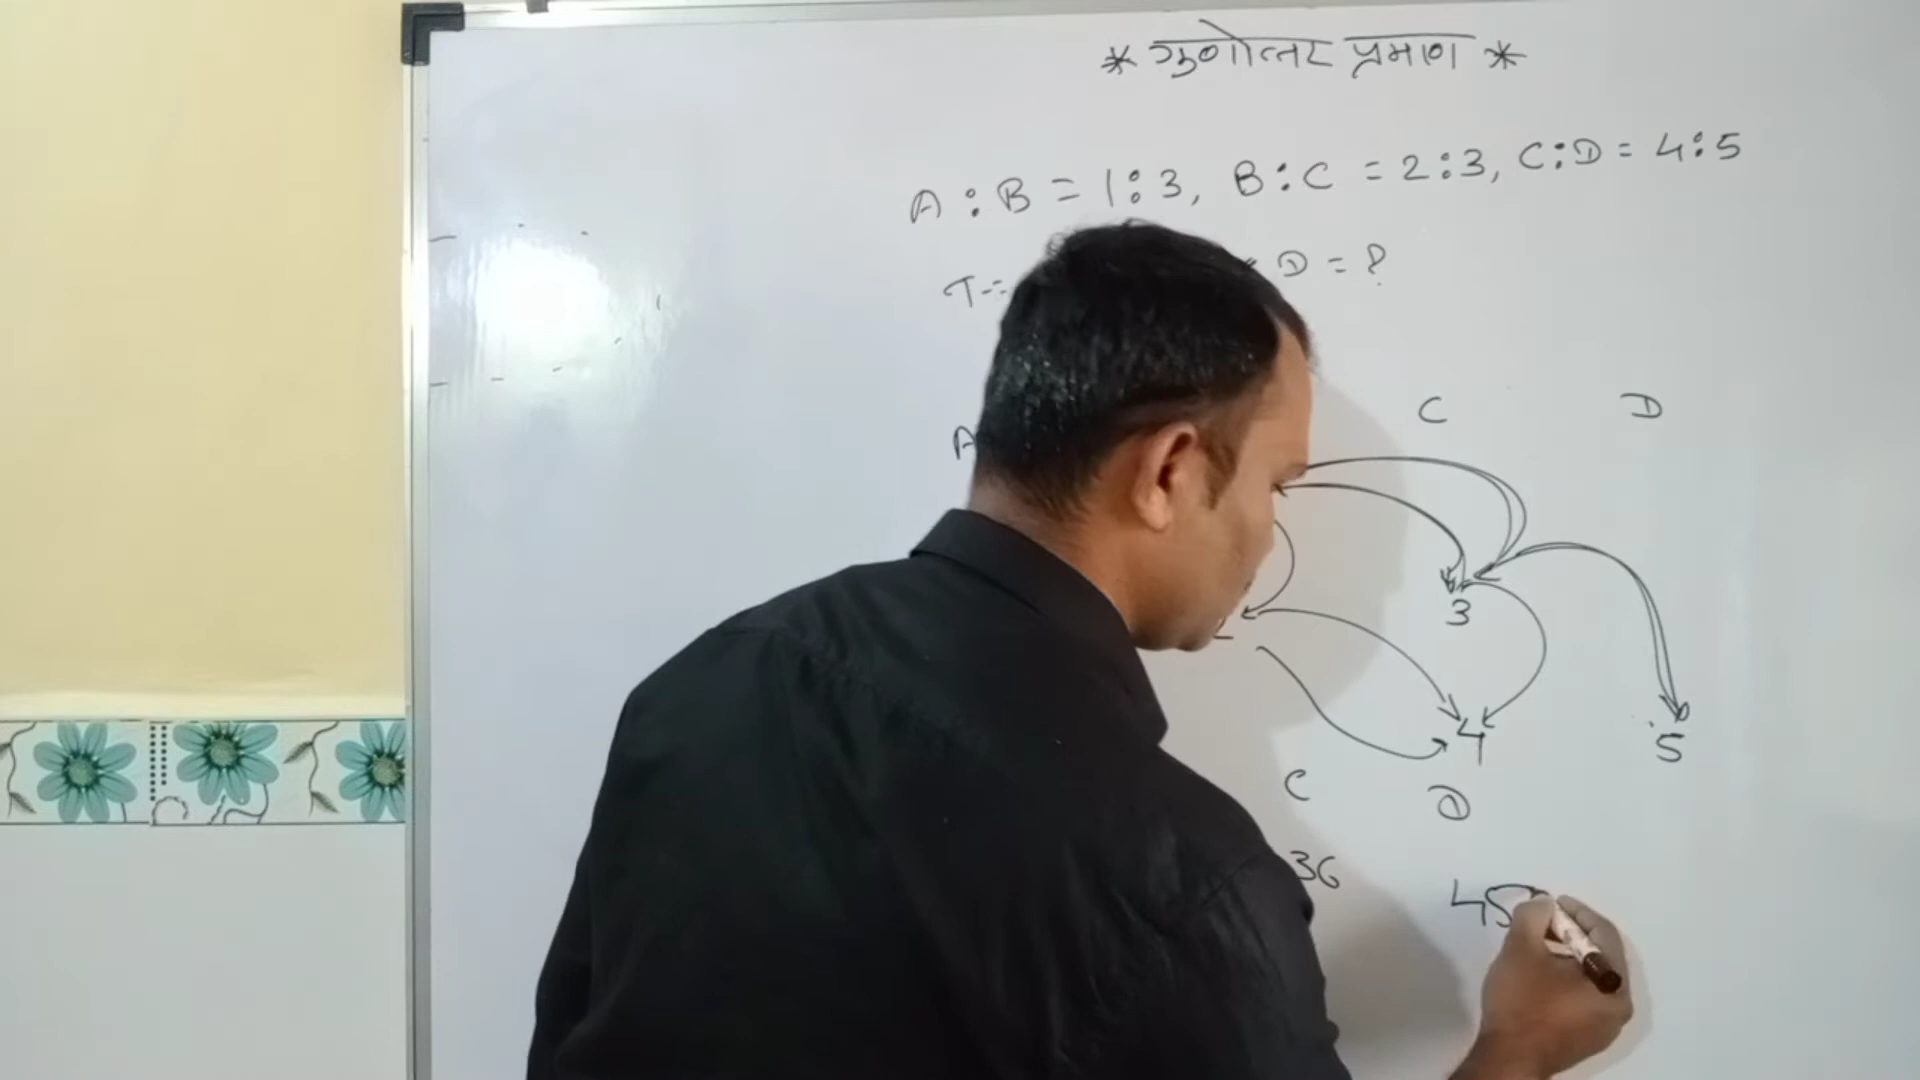 * गुणोत्तर प्रमाण *
A : B = 1 : 3, B : C = 2 : 3, C : D = 4 : 5
D = ?
A C D
3
4 5
C D
36 45